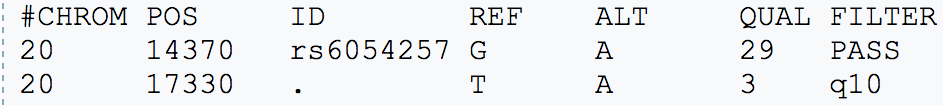 #CHROM POS ID REF ALT QUAL FILTER
20 14370 rs6054257 G A 29 PASS
20 17330 . T A 3 q10